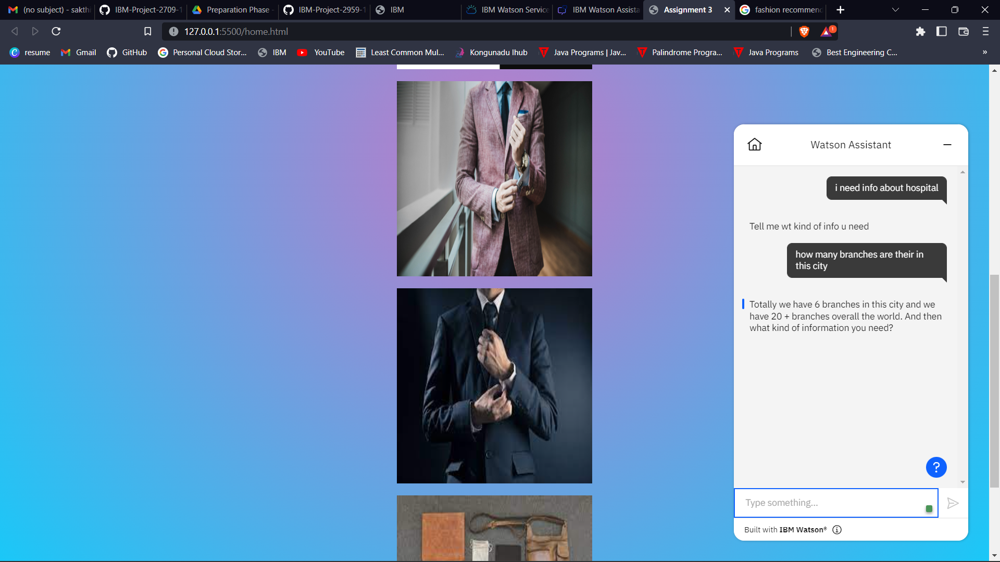 (no subject) - sakthi
IBM-Project-2709-1
Preparation Phase -
IBM-Project-2959-1
IBM
IBM Watson Service
IBM Watson Assista
Assignment 3
fashion recommend
127.0.0.1:5500/home.html
1
resume
Gmail
GitHub
Personal Cloud Stor...
IBM
YouTube
Least Common Mul...
Kongunadu Ihub
Java Programs | Jav...
Palindrome Progra...
Java Programs
Best Engineering C...
»
Watson Assistant
i need info about hospital
Tell me wt kind of info u need
how many branches are their in
this city
Totally we have 6 branches in this city and we
have 20 + branches overall the world. And then
what kind of information you need?
?
Type something...
Built with IBM Watson®